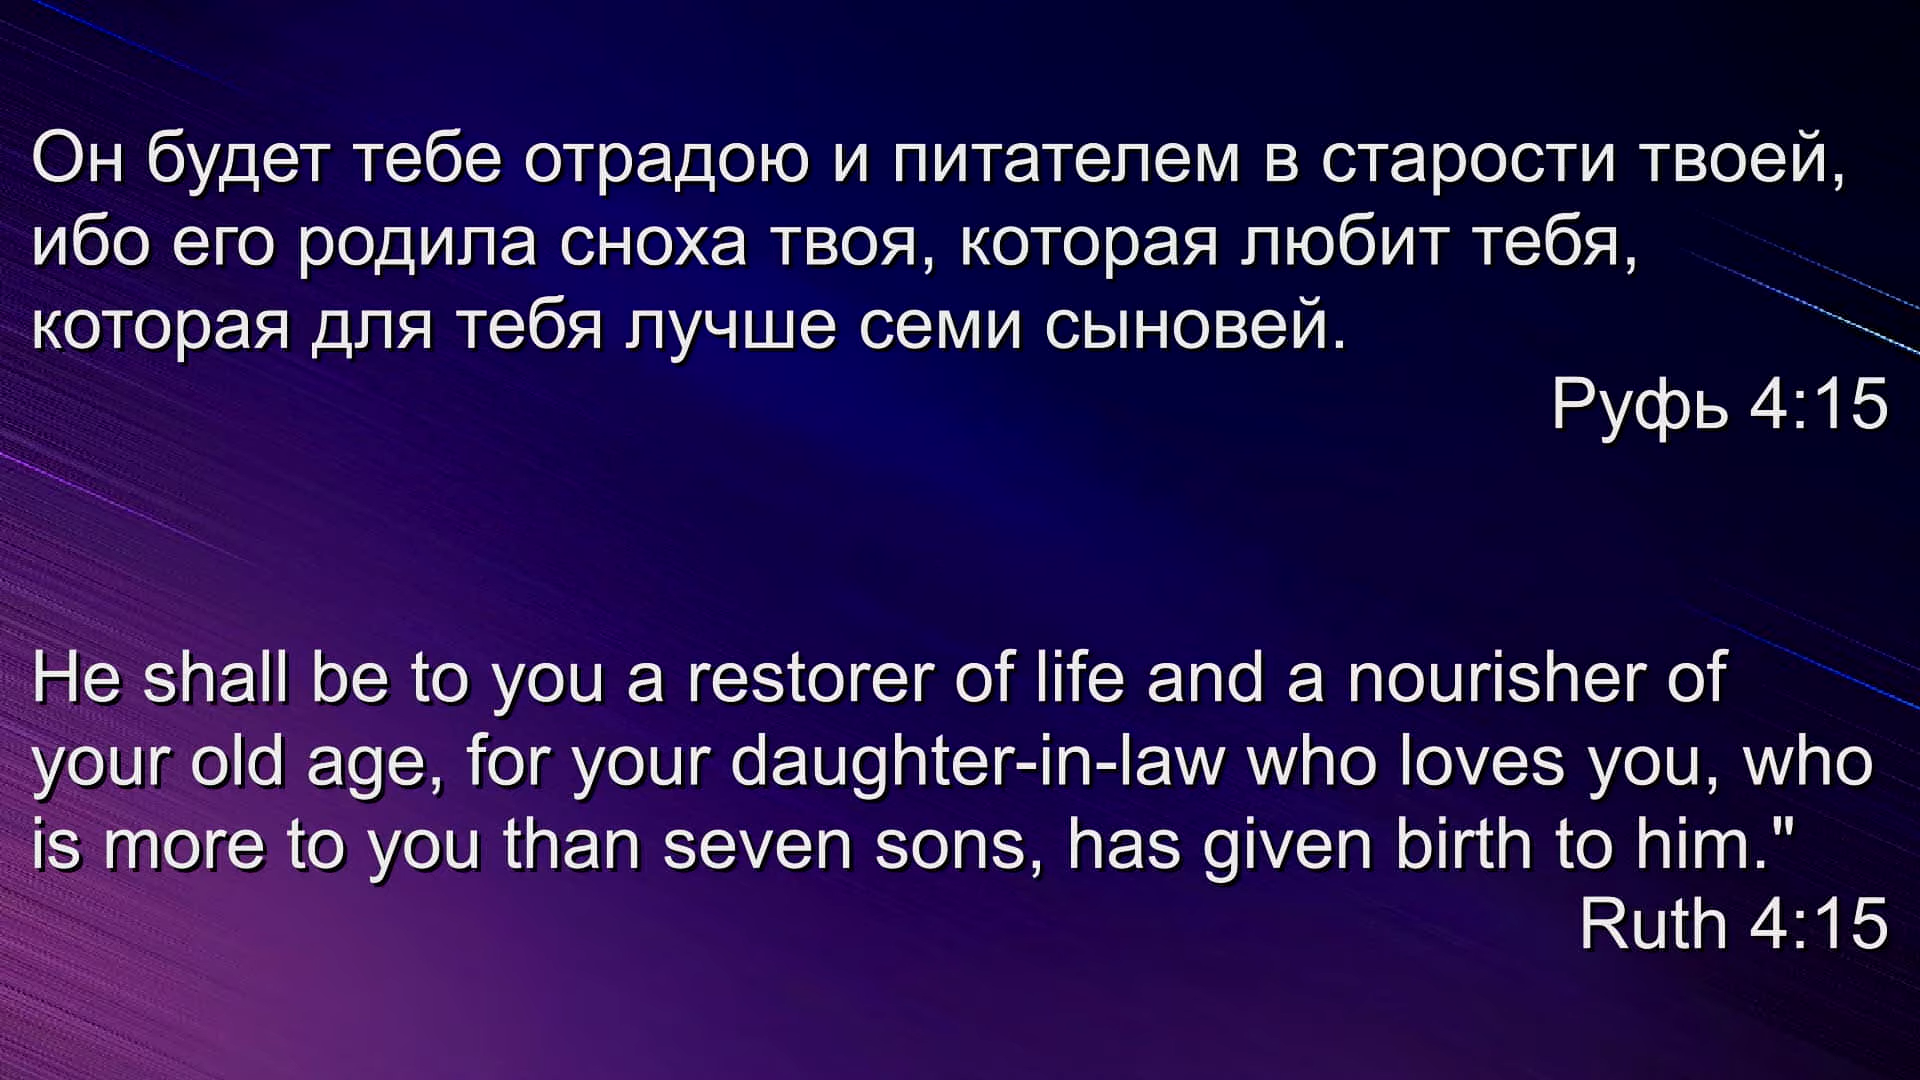 Он будет тебе отрадою и питателем в старости твоей,
ибо его родила сноха твоя, которая любит тебя,
которая для тебя лучше семи сыновей.
Руфь 4:15
He shall be to you a restorer of life and a nourisher of
your old age, for your daughter-in-law who loves you, who
is more to you than seven sons, has given birth to him."
Ruth 4:15